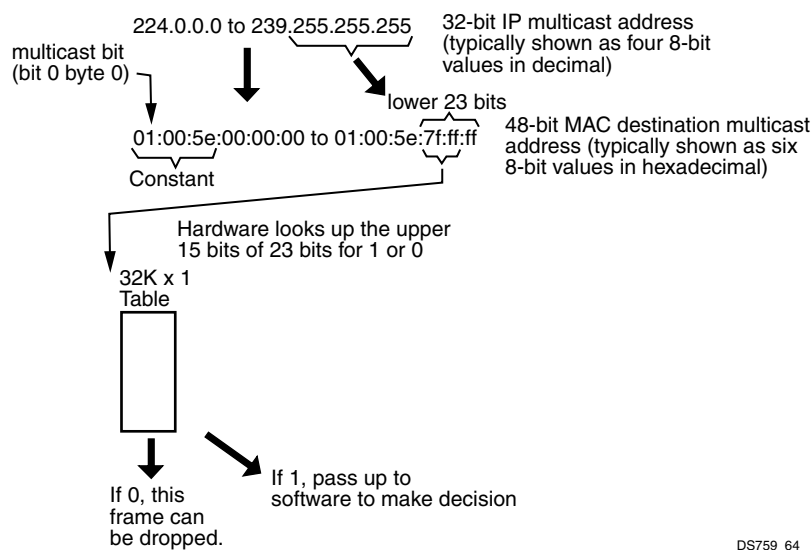 224.0.0.0 to 239.255.255.255
32-bit IP multicast address
(typically shown as four 8-bit
values in decimal)
multicast bit
(bit 0 byte 0)
lower 23 bits
01:00:5e:00:00:00 to 01:00:5e:7f:ff:ff
48-bit MAC destination multicast
address (typically shown as six
8-bit values in hexadecimal)
Constant
Hardware looks up the upper
15 bits of 23 bits for 1 or 0
32K x 1
Table
If 1, pass up to
software to make decision
If 0, this
frame can
be dropped.
DS759_64